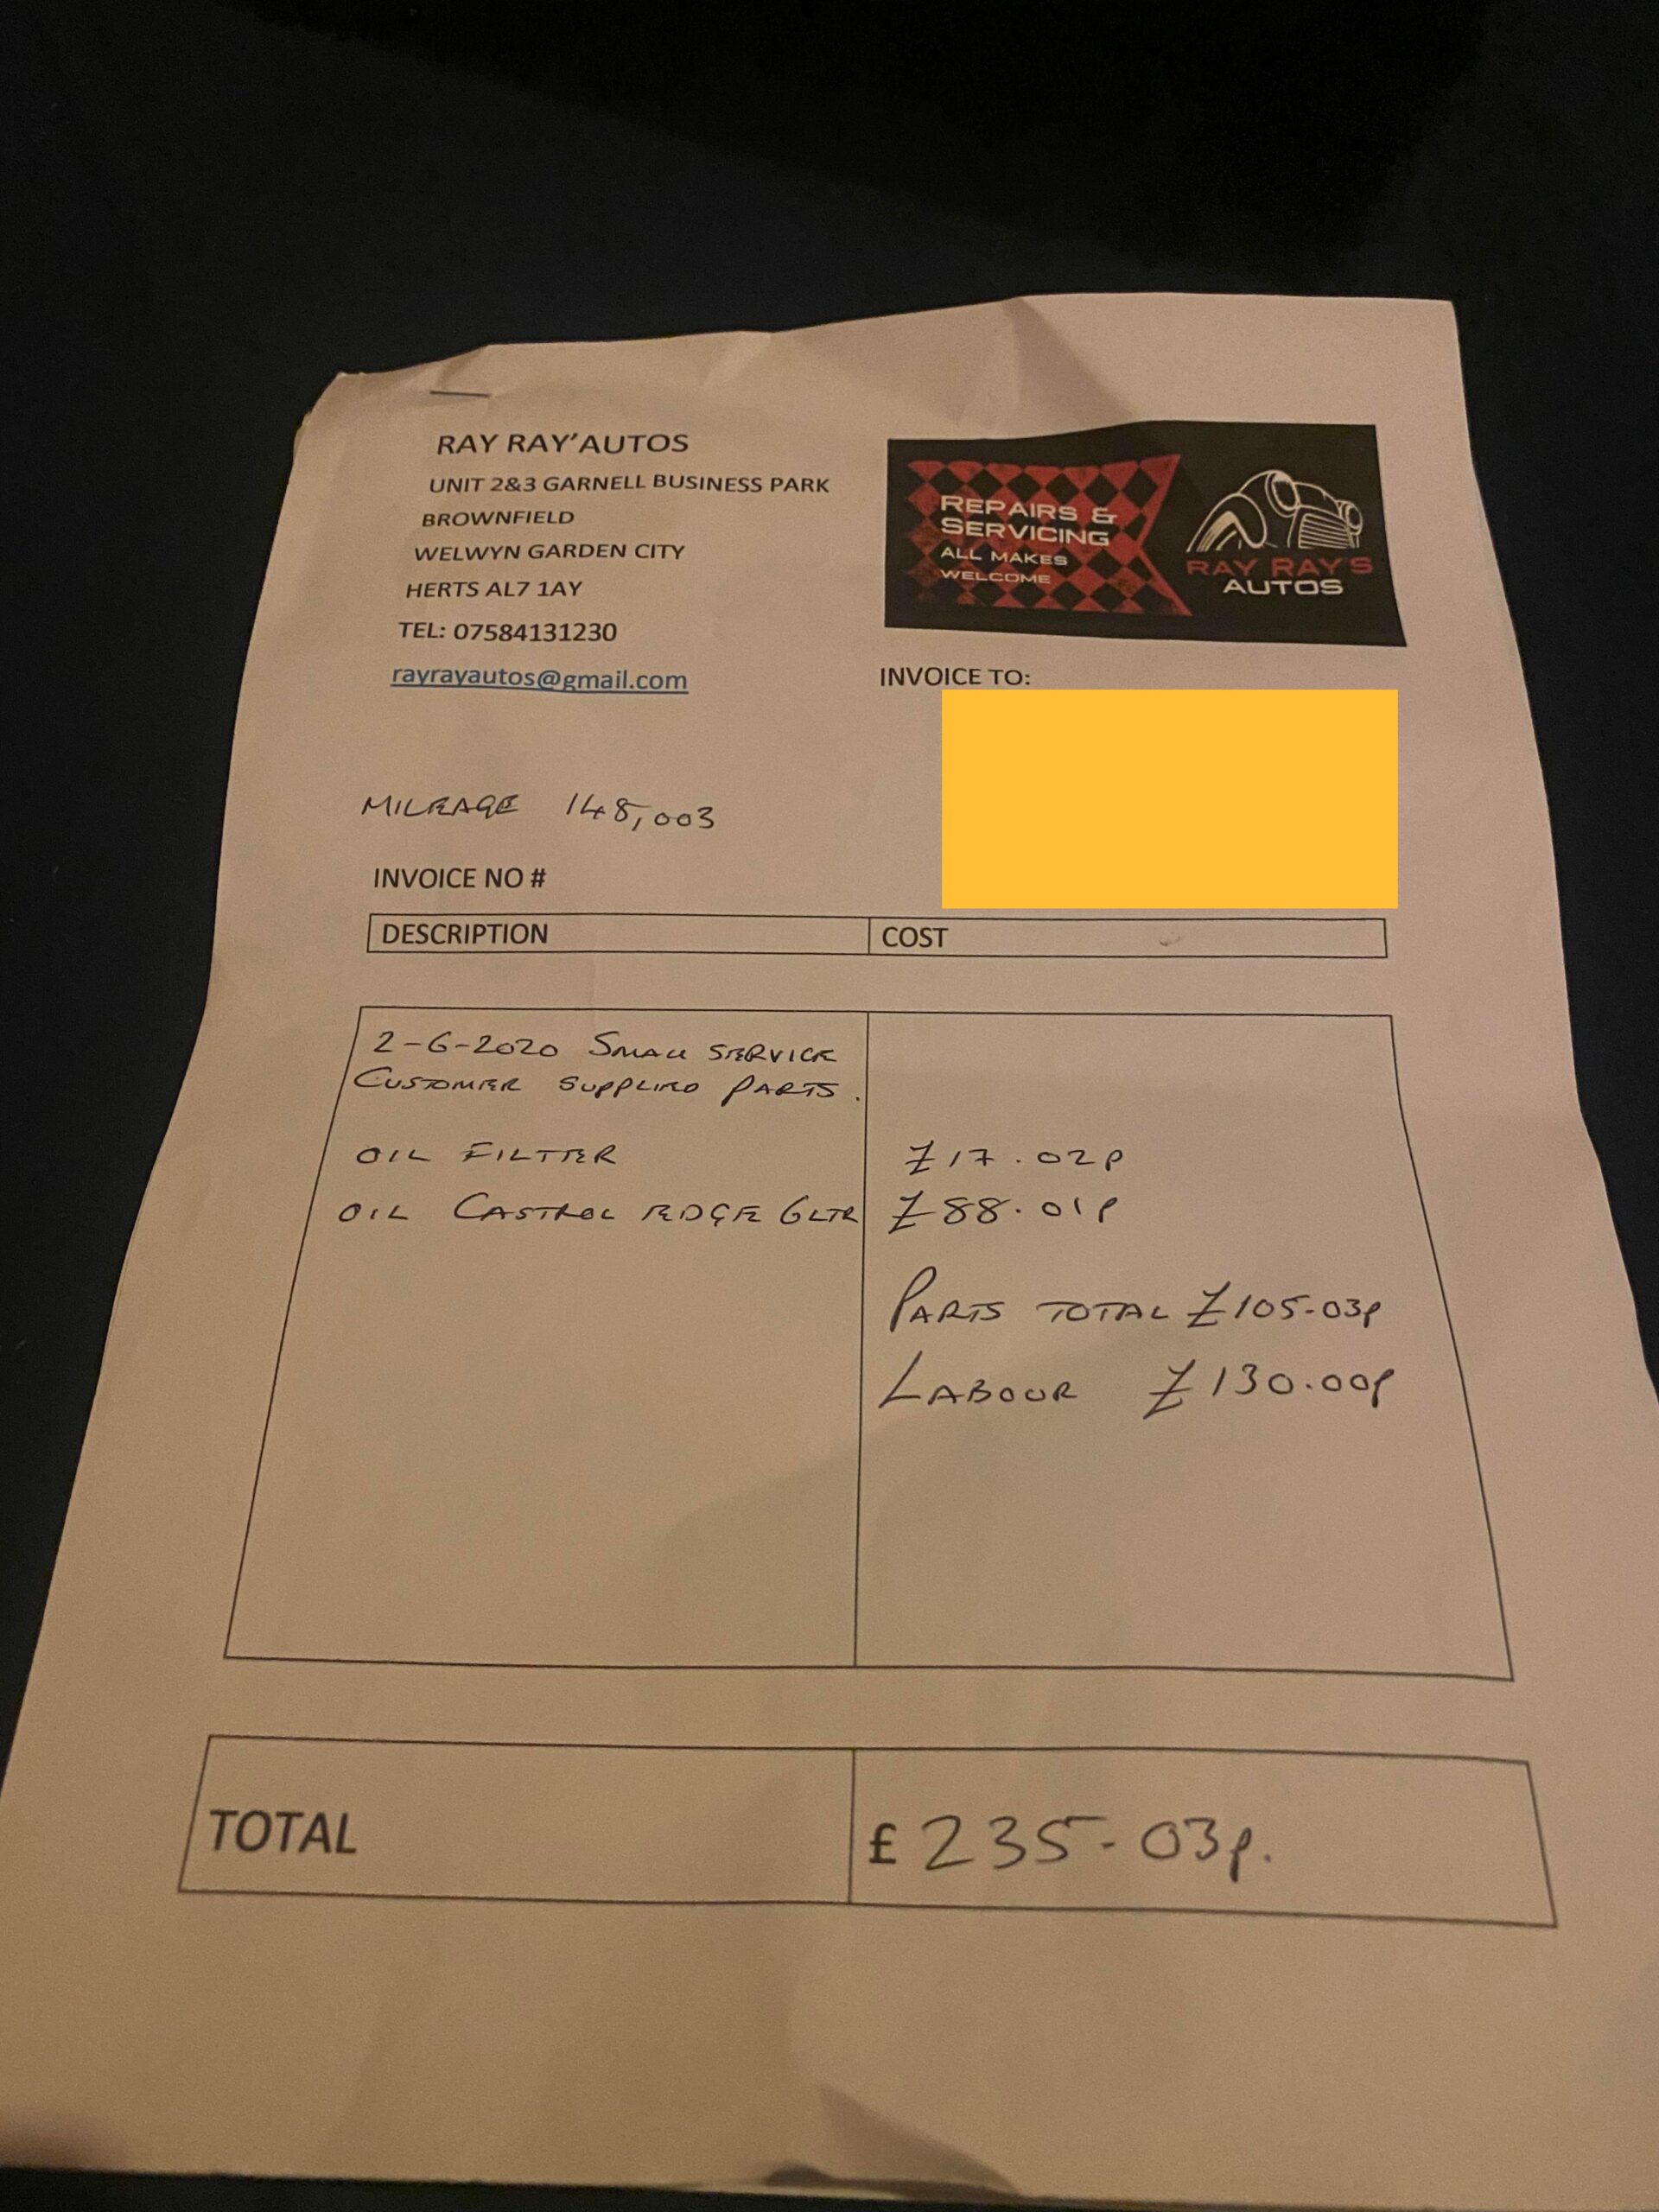 RAY RAY'AUTOS
UNIT 2&3 GARNELL BUSINESS PARK
BROWNFIELD
WELWYN GARDEN CITY
HERTS AL7 1AY
TEL: 07584131230
rayrayautos@gmail.com
REPAIRS &
SERVICING
ALL MAKES
WELCOME
RAY RAY'S
AUTOS
INVOICE TO:
MILEAGE 148,003
INVOICE NO #
DESCRIPTION COST
2-6-2020 SMALL SERVICE
CUSTOMER SUPPLIED PARTS.
OIL FILTER £17.02p
OIL CASTROL EDGE 6LTR £88.01p
PARTS TOTAL £105-03p
LABOUR £130.00p
TOTAL £235-03p.